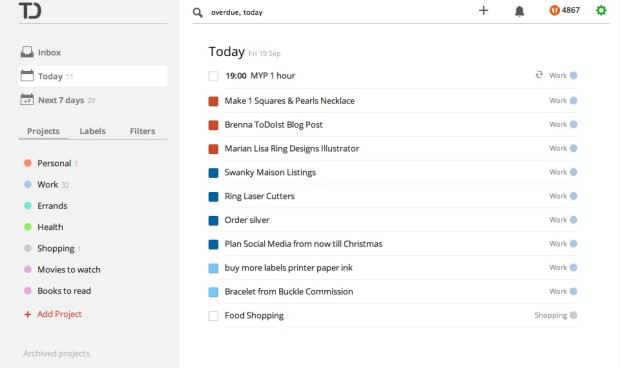 TD
overdue, today
4867
Inbox
Today 11
+7 Next 7 days 29
Projects Labels Filters
Personal 1
Work 32
Errands
Health
Shopping 1
Movies to watch
Books to read
+ Add Project
Archived projects
Today Fri 19 Sep
19:00 MYP 1 hour Work
Make 1 Squares & Pearls Necklace Work
Brenna ToDoIst Blog Post Work
Marian Lisa Ring Designs Illustrator Work
Swanky Maison Listings Work
Ring Laser Cutters Work
Order silver Work
Plan Social Media from now till Christmas Work
buy more labels printer paper ink Work
Bracelet from Buckle Commission Work
Food Shopping Shopping